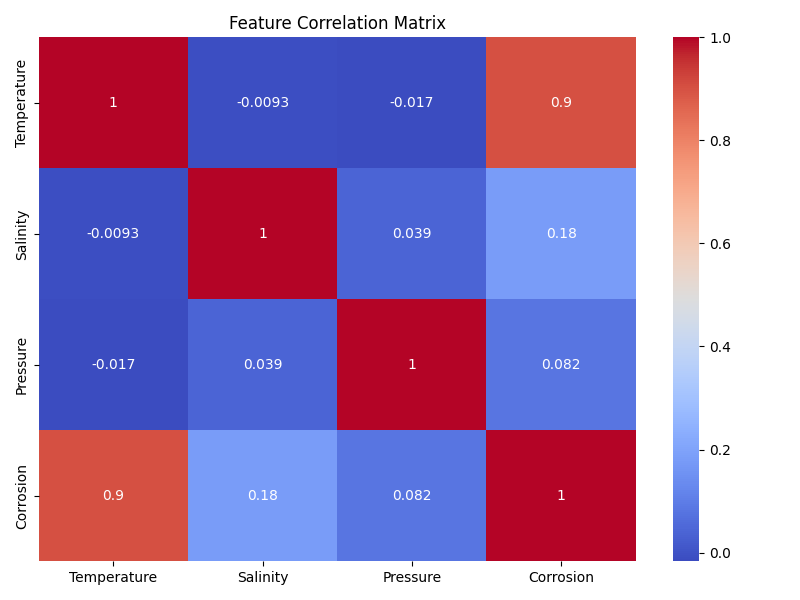 Feature Correlation Matrix
Temperature 1 -0.0093 -0.017 0.9
Salinity -0.0093 1 0.039 0.18
Pressure -0.017 0.039 1 0.082
Corrosion 0.9 0.18 0.082 1
Temperature Salinity Pressure Corrosion
1.0
0.8
0.6
0.4
0.2
0.0